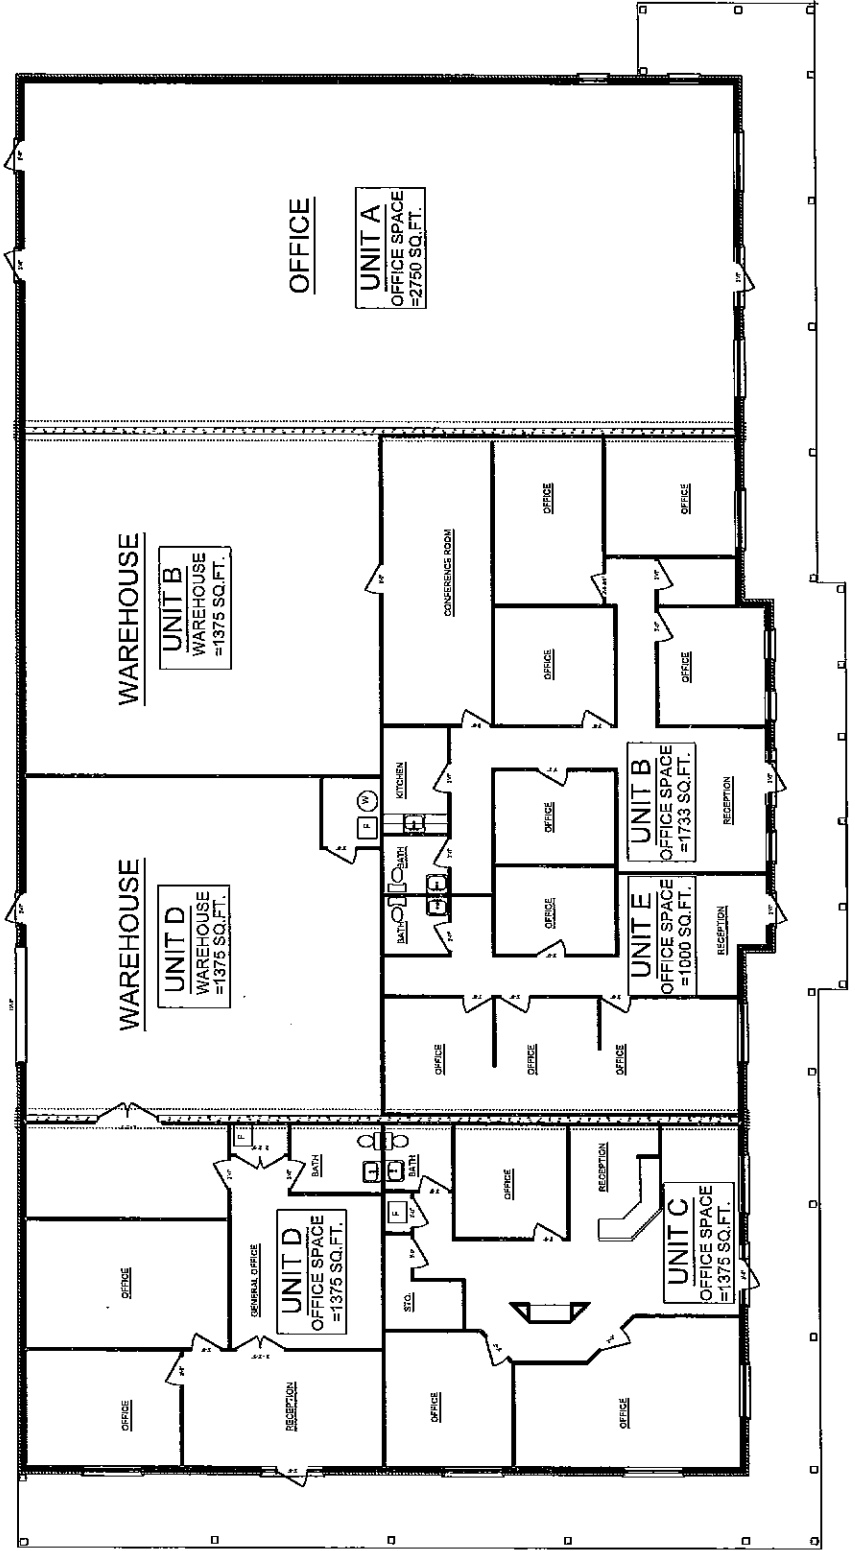 OFFICE
OFFICE
WAREHOUSE
UNIT D
WAREHOUSE
=1375 SQ.FT.
WAREHOUSE
UNIT B
WAREHOUSE
=1375 SQ.FT.
OFFICE
UNIT A
OFFICE SPACE
=2750 SQ.FT.
RECEPTION
GENERAL OFFICE
UNIT D
OFFICE SPACE
=1375 SQ.FT.
F
BATH
F
W
OFFICE
STO.
F
BATH
OFFICE
BATH
BATH
KITCHEN
CONFERENCE ROOM
OFFICE
OFFICE
OFFICE
OFFICE
OFFICE
OFFICE
OFFICE
RECEPTION
OFFICE
UNIT C
OFFICE SPACE
=1375 SQ.FT.
UNIT E
OFFICE SPACE
=1000 SQ.FT.
RECEPTION
UNIT B
OFFICE SPACE
=1733 SQ.FT.
RECEPTION
OFFICE
OFFICE